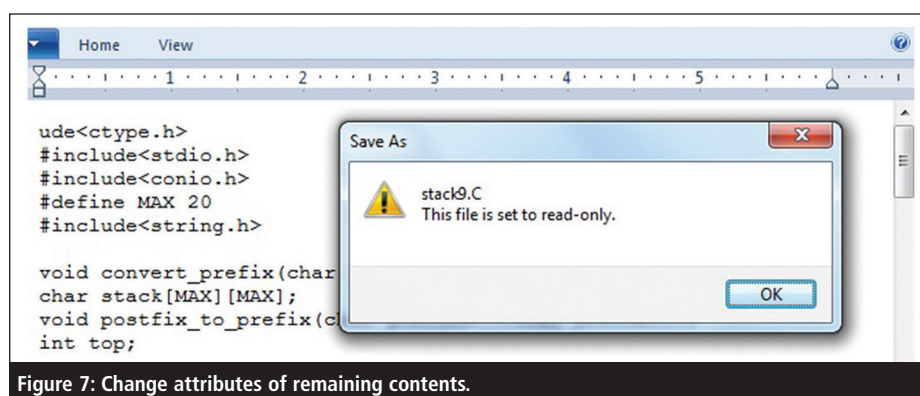 Home View
1 2 3 4 5
ude<ctype.h>
#include<stdio.h>
#include<conio.h>
#define MAX 20
#include<string.h>
void convert_prefix(char
char stack[MAX][MAX];
void postfix_to_prefix(c
int top;
Save As
stack9.C
This file is set to read-only.
OK
Figure 7: Change attributes of remaining contents.